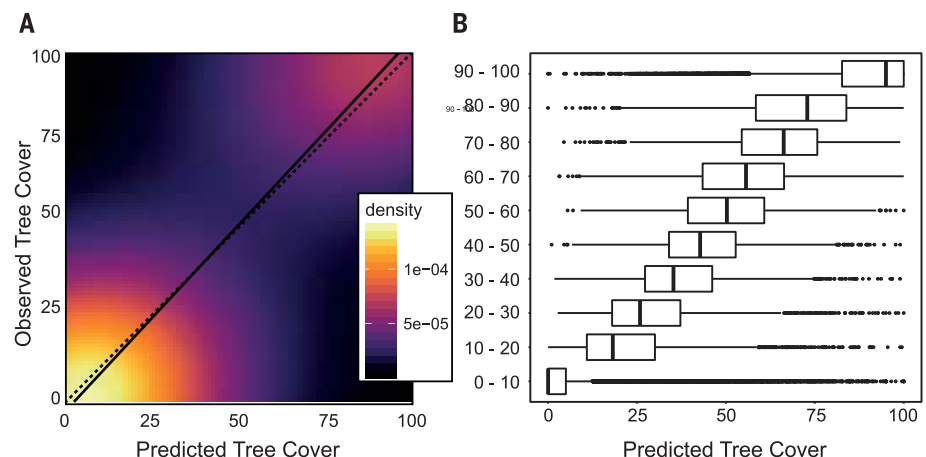 A
100
75
50
25
0
Observed Tree Cover
0
25
50
75
100
Predicted Tree Cover
density
1e−04
5e−05
B
90 - 100
80 - 90
70 - 80
60 - 70
50 - 60
40 - 50
30 - 40
20 - 30
10 - 20
0 - 10
0
25
50
75
100
Predicted Tree Cover